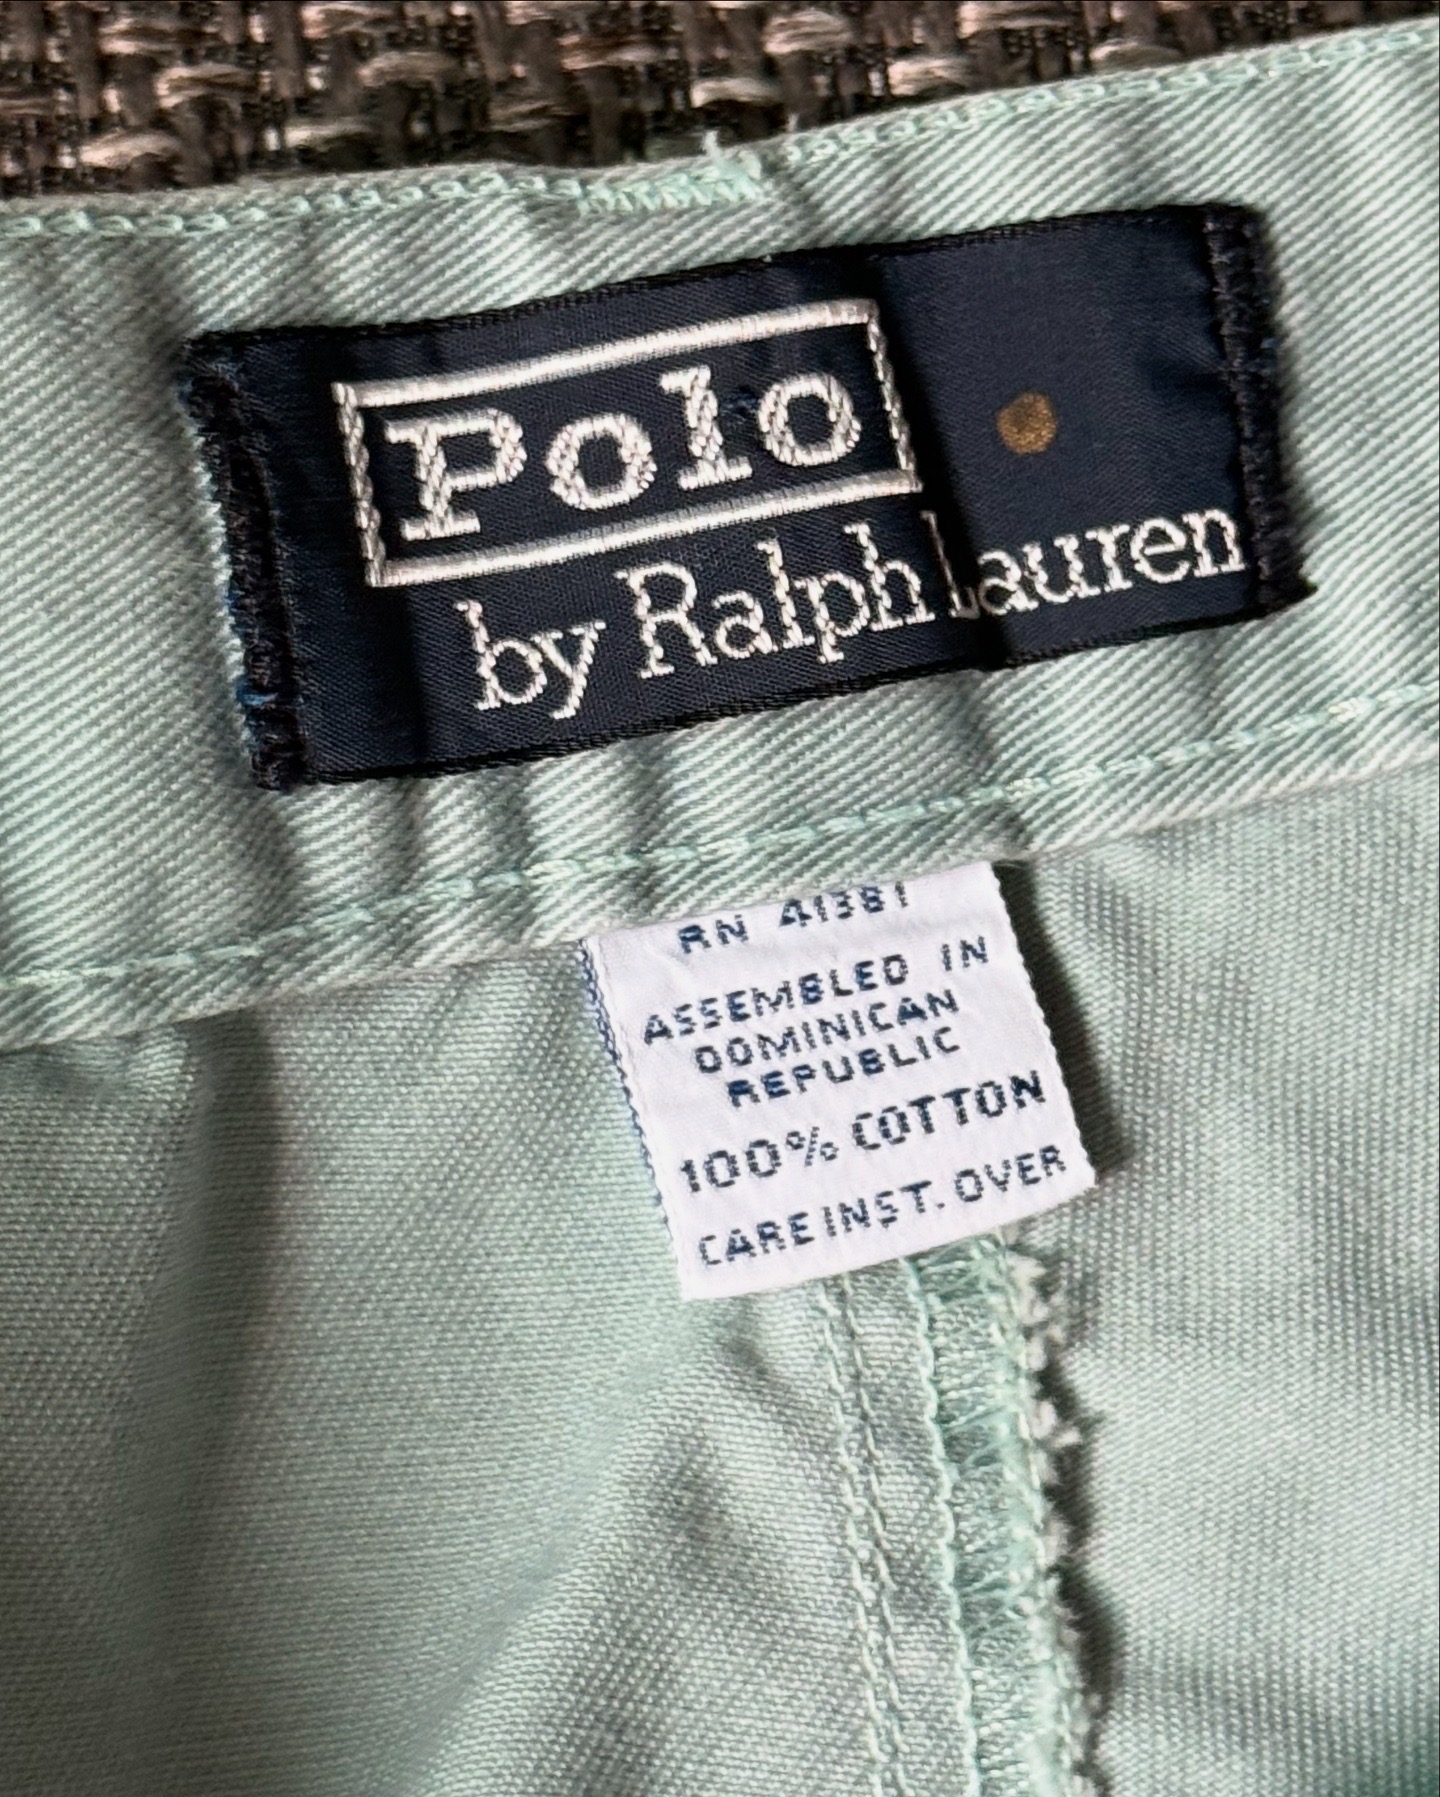 Polo
by Ralph Lauren
RN 41381
ASSEMBLED IN
DOMINICAN
REPUBLIC
100% COTTON
CARE INST. OVER